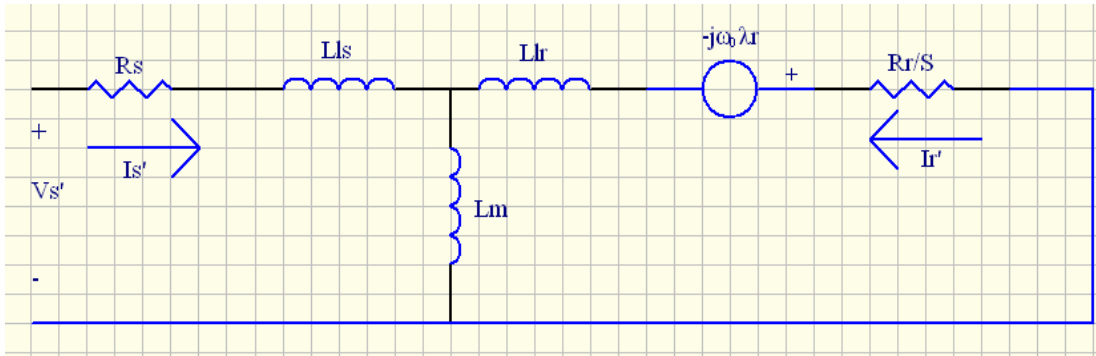 Rs
Lls
Llr
-jω₀λr
+
Rr/S
+
Is'
Ir'
Vs'
Lm
-